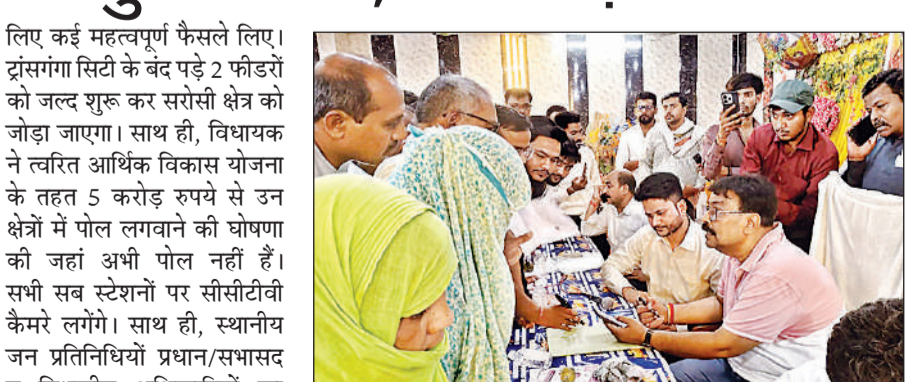 लिए कई महत्वपूर्ण फैसले लिए।
ट्रांसगंगा सिटी के बंद पड़े 2 फीडरों
को जल्द शुरू कर सरोसी क्षेत्र को
जोड़ा जाएगा। साथ ही, विधायक
ने त्वरित आर्थिक विकास योजना
के तहत 5 करोड़ रुपये से उन
क्षेत्रों में पोल लगवाने की घोषणा
की जहां अभी पोल नहीं हैं।
सभी सब स्टेशनों पर सीसीटीवी
कैमरे लगेंगे। साथ ही, स्थानीय
जन प्रतिनिधियों प्रधान/सभासद